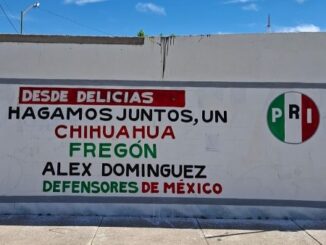 DESDE DELICIAS
HAGAMOS JUNTOS, UN
CHIHUAHUA
FREGÓN
ALEX DOMINGUEZ
DEFENSORES DE MÉXICO
PRI